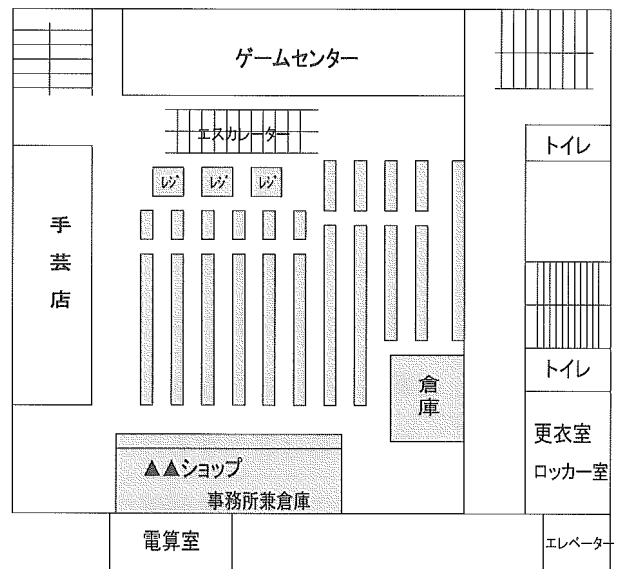 ゲームセンター
エスカレーター
トイレ
レジ
レジ
レジ
手芸店
トイレ
倉庫
更衣室
ロッカー室
▲▲ショップ
事務所兼倉庫
電算室
エレベーター